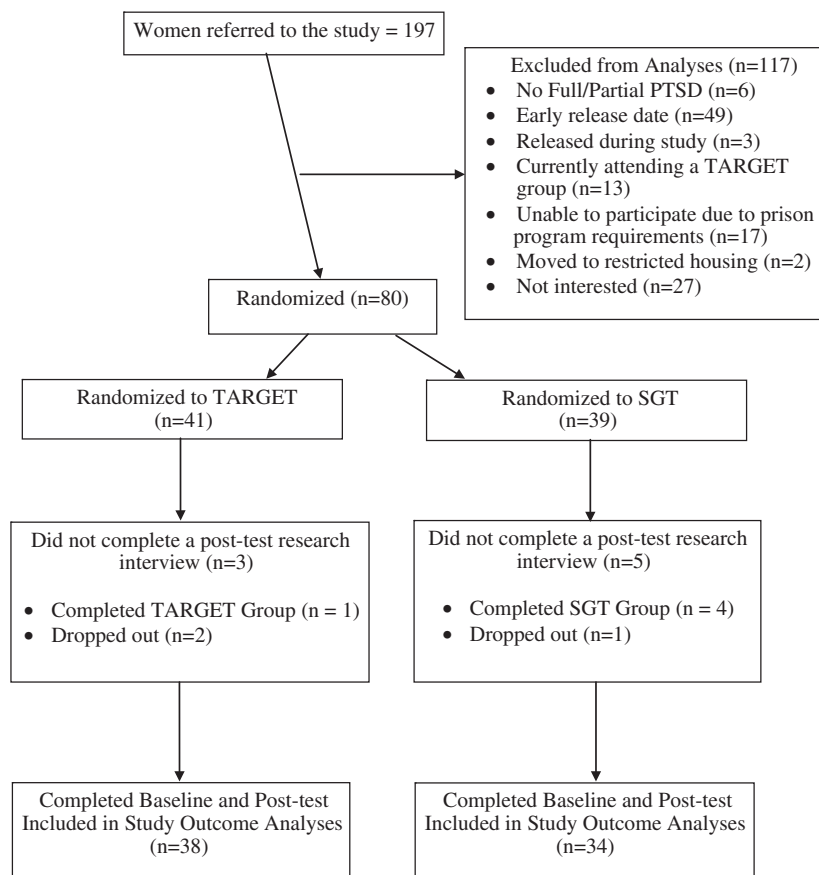 Women referred to the study = 197
Excluded from Analyses (n=117)
• No Full/Partial PTSD (n=6)
• Early release date (n=49)
• Released during study (n=3)
• Currently attending a TARGET
group (n=13)
• Unable to participate due to prison
program requirements (n=17)
• Moved to restricted housing (n=2)
• Not interested (n=27)
Randomized (n=80)
Randomized to TARGET
(n=41)
Randomized to SGT
(n=39)
Did not complete a post-test research
interview (n=3)
• Completed TARGET Group (n = 1)
• Dropped out (n=2)
Did not complete a post-test research
interview (n=5)
• Completed SGT Group (n = 4)
• Dropped out (n=1)
Completed Baseline and Post-test
Included in Study Outcome Analyses
(n=38)
Completed Baseline and Post-test
Included in Study Outcome Analyses
(n=34)